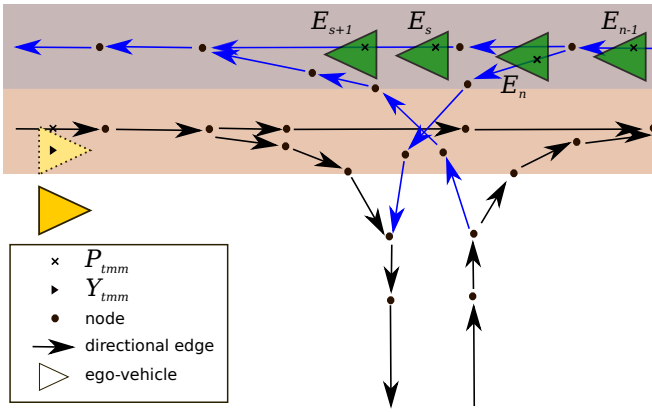 E_{s+1} E_s E_{n-1}
E_n
P_{tmm}
Y_{tmm}
node
directional edge
ego-vehicle